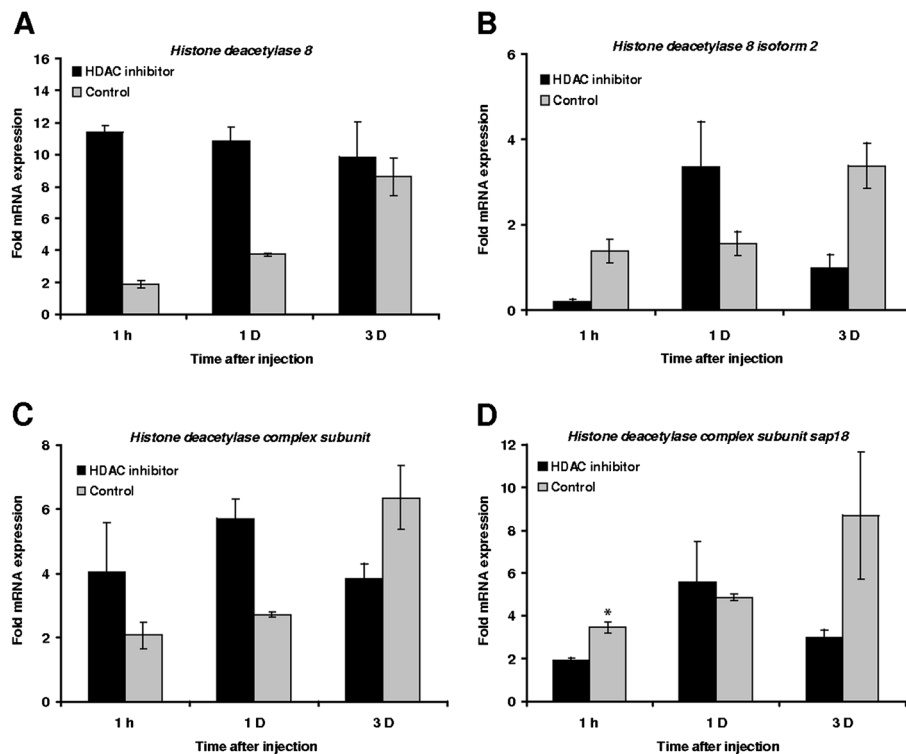 A
Histone deacetylase 8
16
14
12
10
8
6
4
2
0
Fold mRNA expression
HDAC inhibitor
Control
1 h 1 D 3 D
Time after injection
B
Histone deacetylase 8 isoform 2
6
4
2
0
Fold mRNA expression
HDAC inhibitor
Control
1 h 1 D 3 D
Time after injection
C
Histone deacetylase complex subunit
8
6
4
2
0
Fold mRNA expression
HDAC inhibitor
Control
1 h 1 D 3 D
Time after injection
D
Histone deacetylase complex subunit sap18
12
10
8
6
4
2
0
Fold mRNA expression
HDAC inhibitor
Control
*
1 h 1 D 3 D
Time after injection